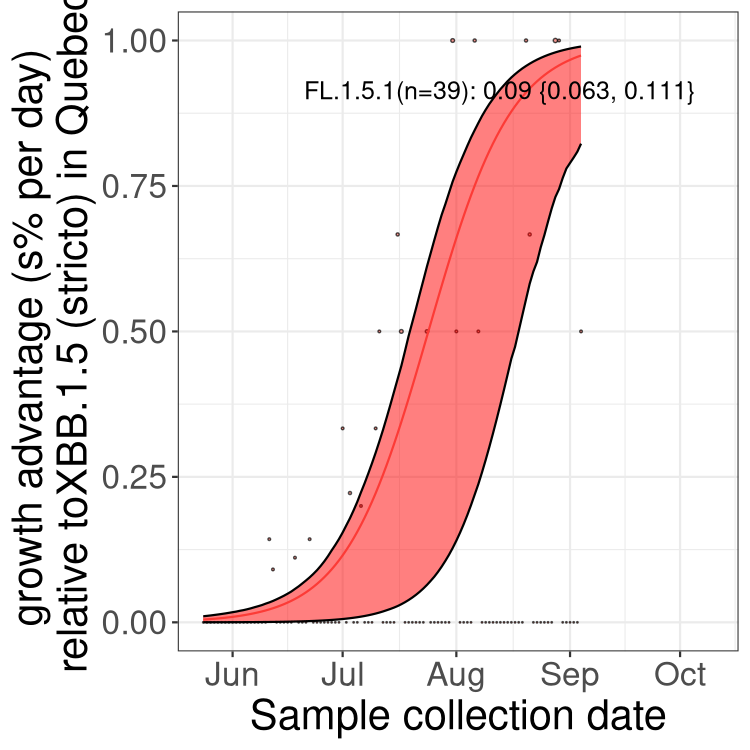 growth advantage (s% per day)
relative toXBB.1.5 (stricto) in Quebec
1.00
0.75
0.50
0.25
0.00
FL.1.5.1(n=39): 0.09 {0.063, 0.111}
Jun Jul Aug Sep Oct
Sample collection date